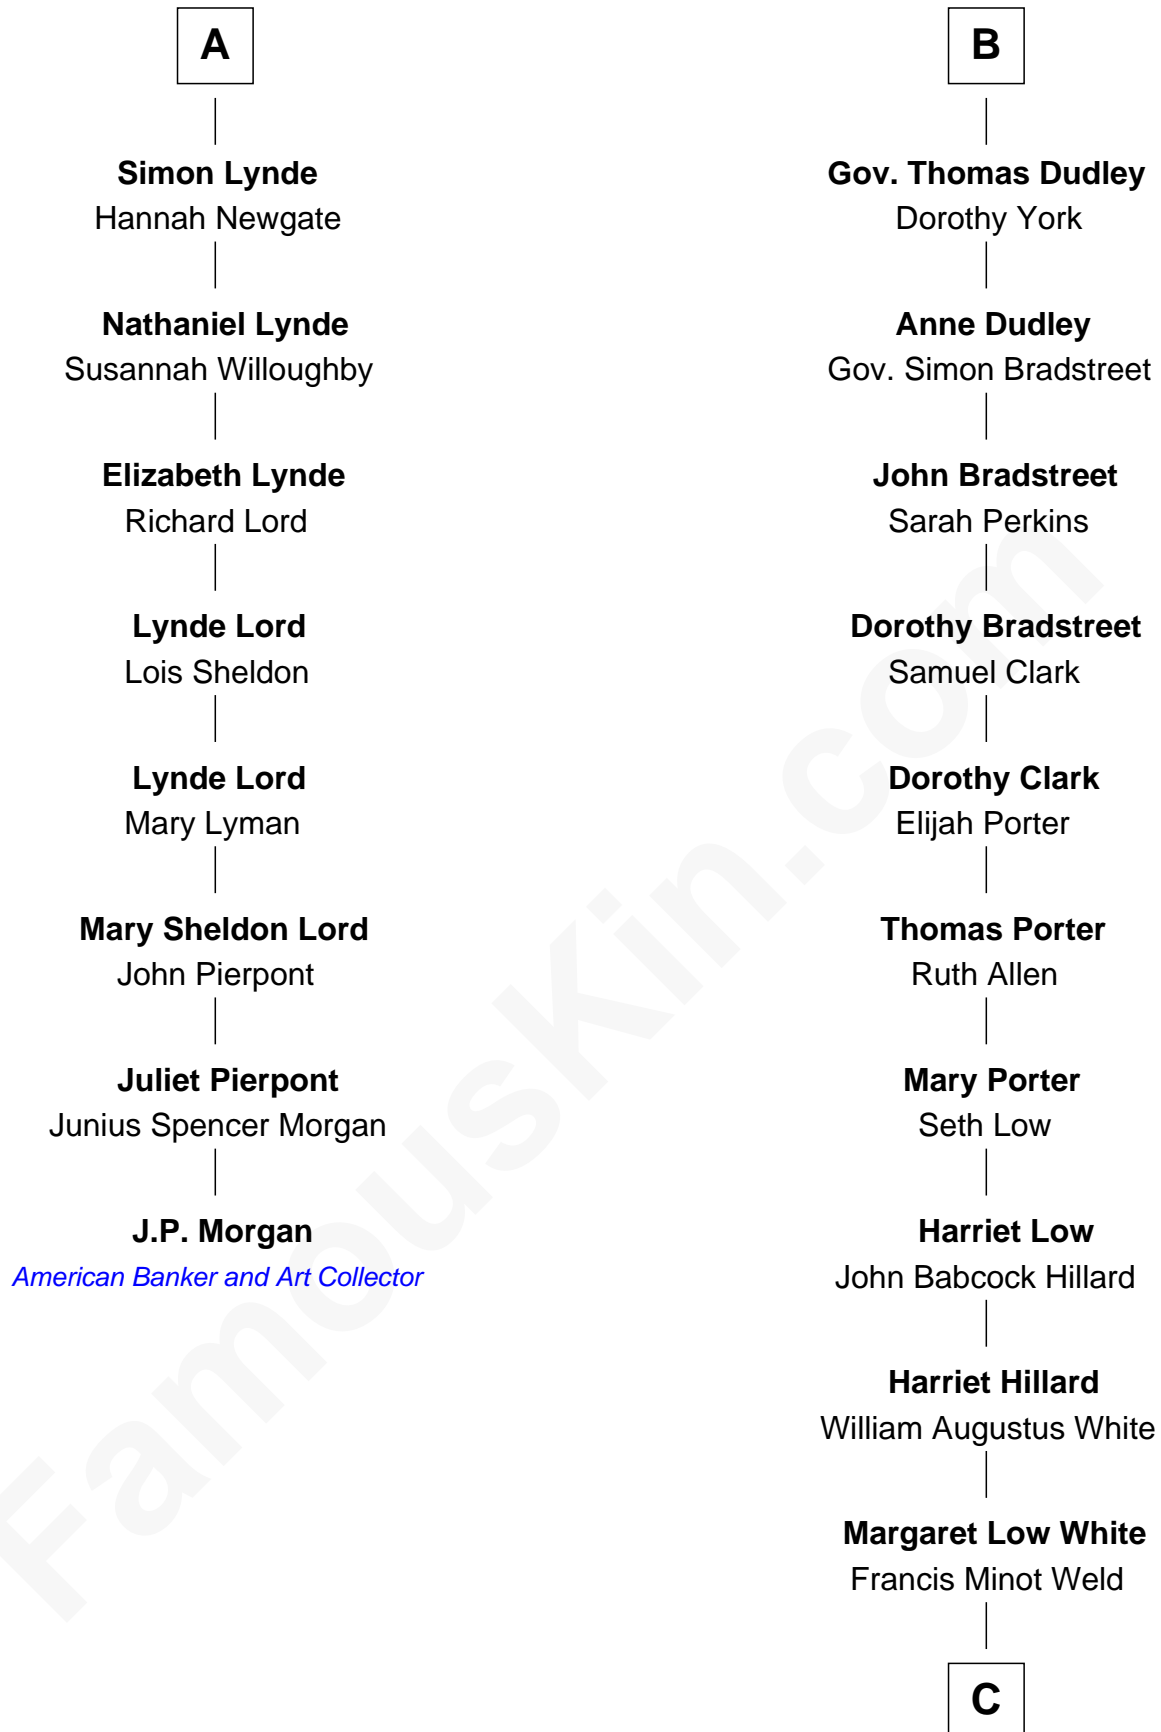 A
Simon Lynde
Hannah Newgate
Nathaniel Lynde
Susannah Willoughby
Elizabeth Lynde
Richard Lord
Lynde Lord
Lois Sheldon
Lynde Lord
Mary Lyman
Mary Sheldon Lord
John Pierpont
Juliet Pierpont
Junius Spencer Morgan
J.P. Morgan
American Banker and Art Collector
B
Gov. Thomas Dudley
Dorothy York
Anne Dudley
Gov. Simon Bradstreet
John Bradstreet
Sarah Perkins
Dorothy Bradstreet
Samuel Clark
Dorothy Clark
Elijah Porter
Thomas Porter
Ruth Allen
Mary Porter
Seth Low
Harriet Low
John Babcock Hillard
Harriet Hillard
William Augustus White
Margaret Low White
Francis Minot Weld
C
FamousKin.com